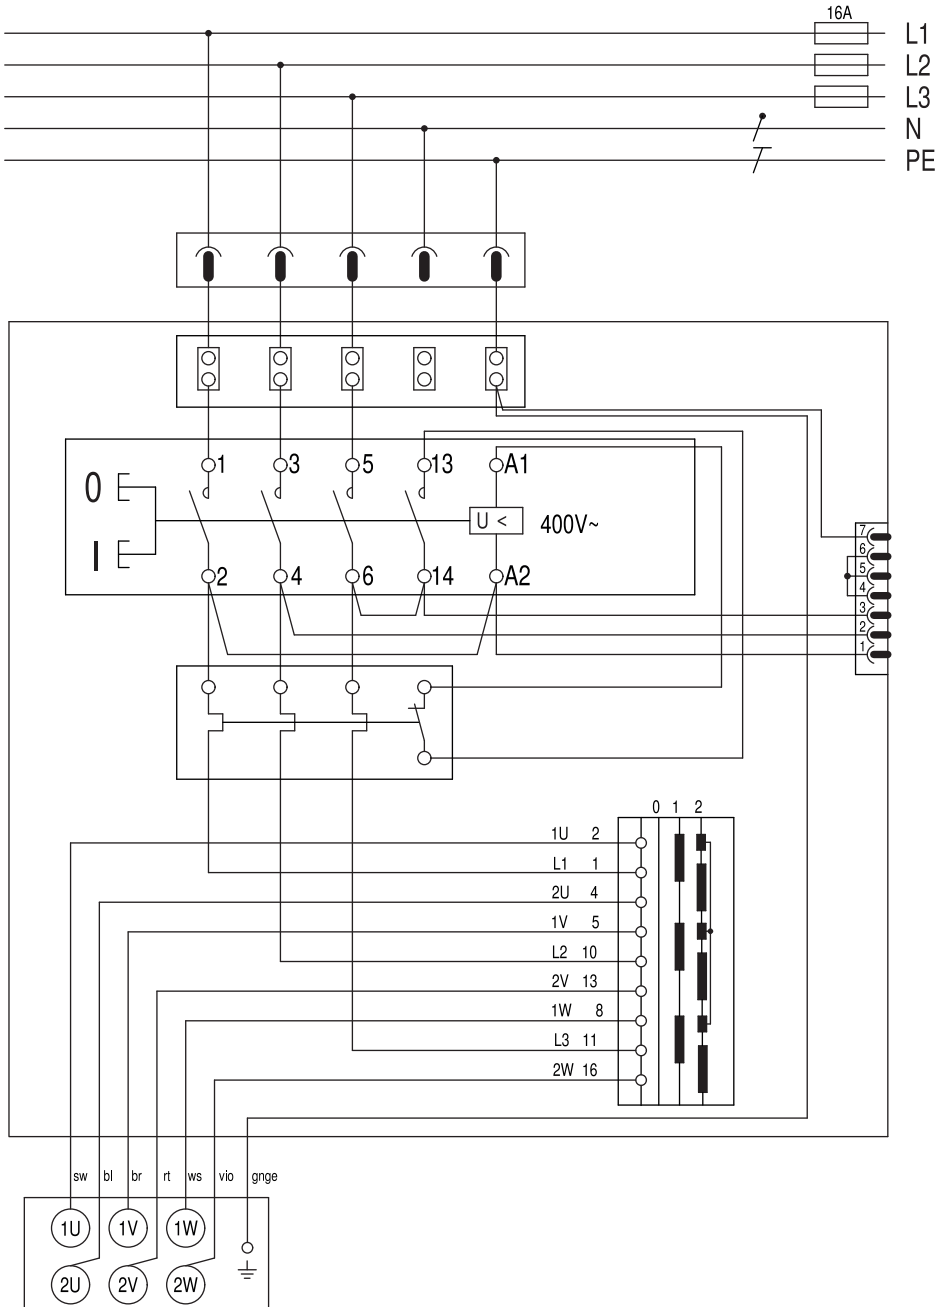 16A
L1
L2
L3
N
PE
1 3 5 13 A1
0
U < 400V~
I
2 4 6 14 A2
7
6
5
4
3
2
1
0 1 2
1U 2
L1 1
2U 4
1V 5
L2 10
2V 13
1W 8
L3 11
2W 16
sw bl br rt ws vio gnge
1U 1V 1W
2U 2V 2W